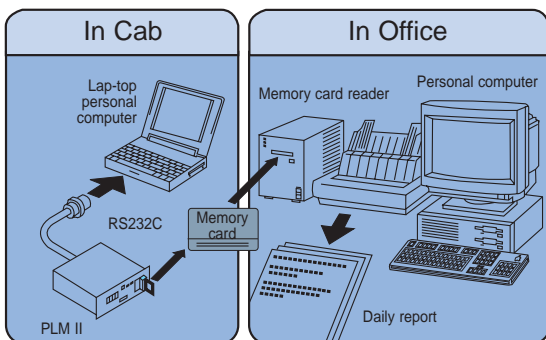 In Cab
Lap-top
personal
computer
RS232C
Memory
card
PLM II
In Office
Memory card reader
Personal computer
Daily report